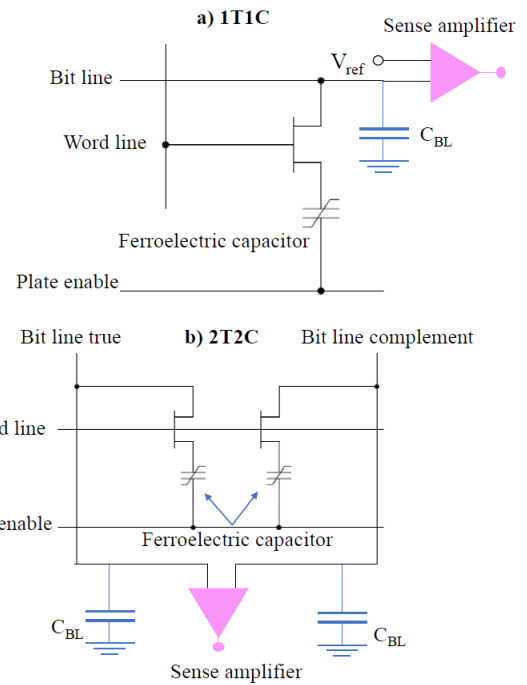 a) 1T1C
Sense amplifier
V_ref
Bit line
C_BL
Word line
Ferroelectric capacitor
Plate enable
Bit line true
b) 2T2C
Bit line complement
d line
enable
Ferroelectric capacitor
C_BL
C_BL
Sense amplifier